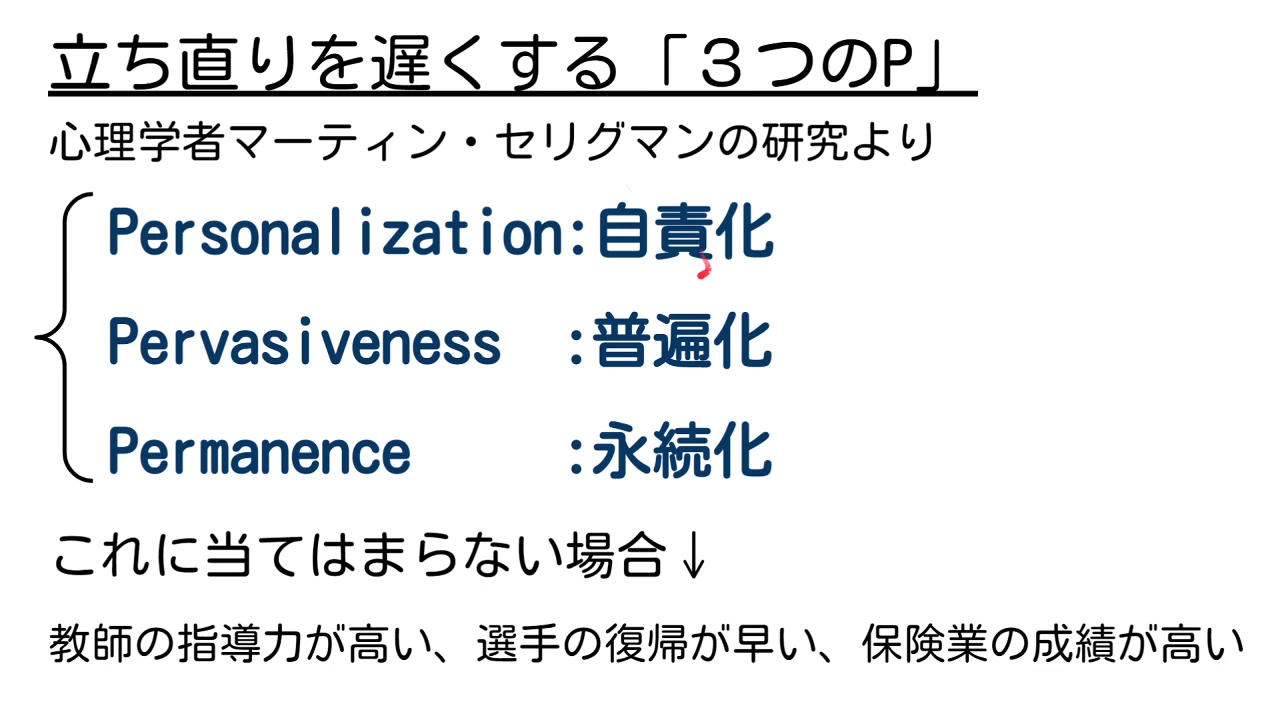 立ち直りを遅くする「３つのP」
心理学者マーティン・セリグマンの研究より
Personalization:自責化
Pervasiveness :普遍化
Permanence :永続化
これに当てはまらない場合↓
教師の指導力が高い、選手の復帰が早い、保険業の成績が高い